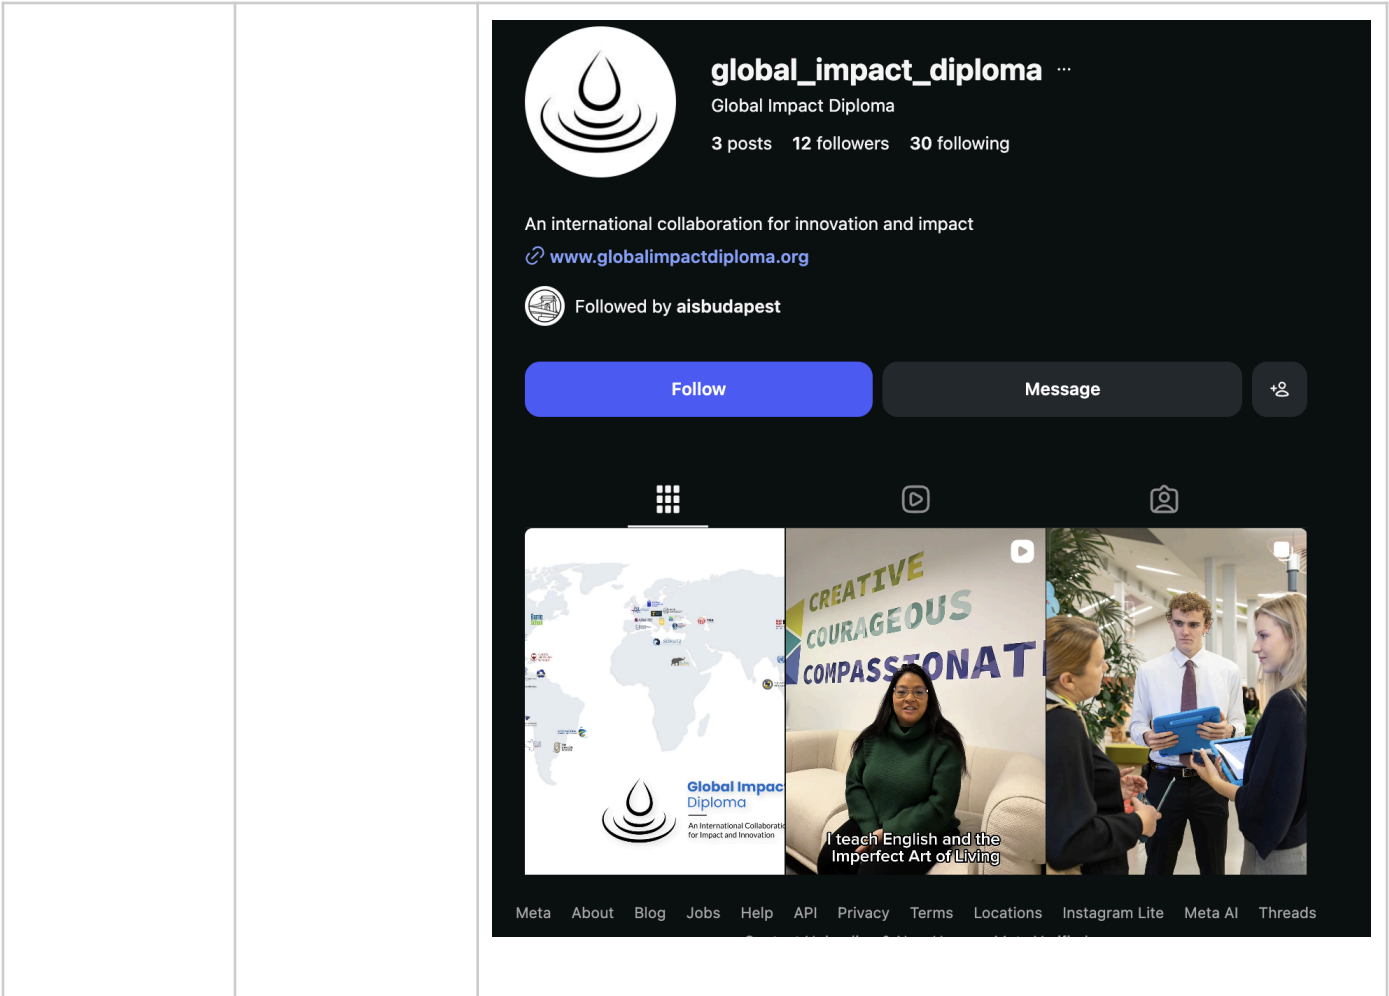 global_impact_diploma ...
Global Impact Diploma
3 posts 12 followers 30 following
An international collaboration for innovation and impact
www.globalimpactdiploma.org
Followed by aisbudapest
Follow Message
Global Impac
Diploma
An International Collaboratio
for Impact and Innovation
CREATIVE
COURAGEOUS
COMPASSIONAT
I teach English and the
Imperfect Art of Living
Meta About Blog Jobs Help API Privacy Terms Locations Instagram Lite Meta AI Threads